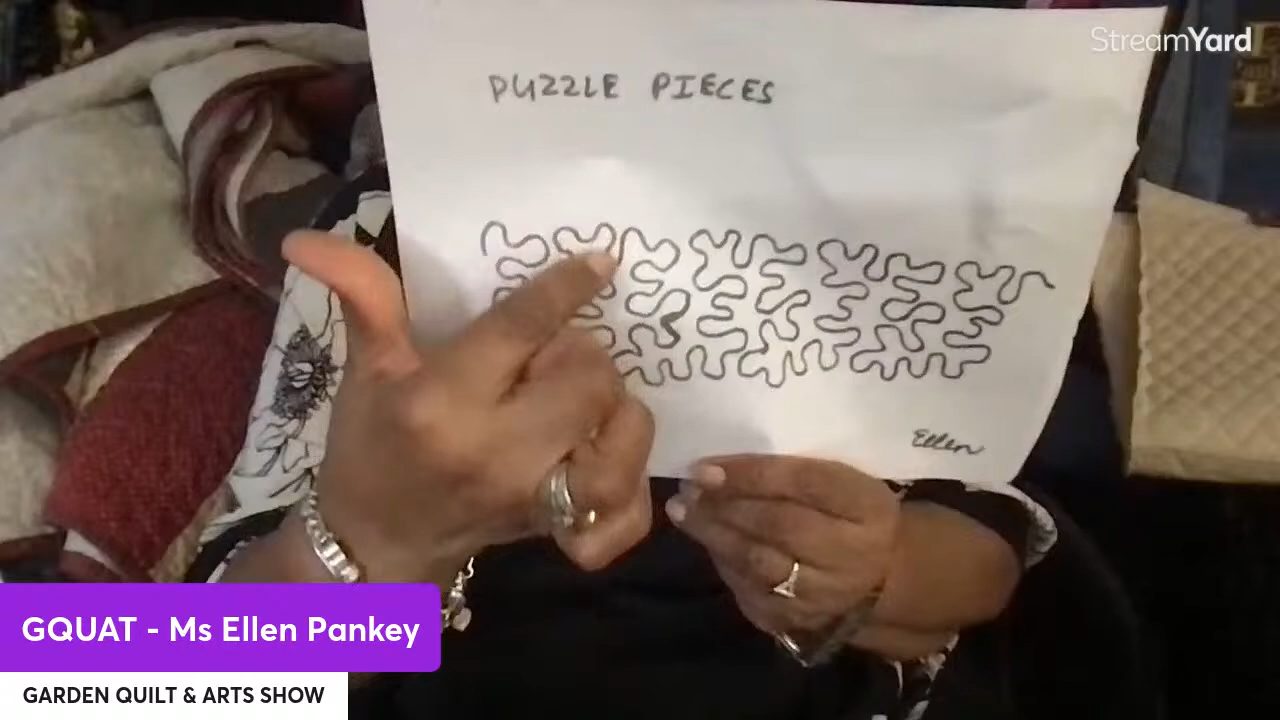 StreamYard
PUZZLE PIECES
Ellen
GQUAT - Ms Ellen Pankey
GARDEN QUILT & ARTS SHOW